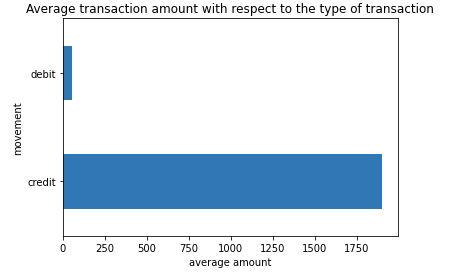 Average transaction amount with respect to the type of transaction
debit
movement
credit
0 250 500 750 1000 1250 1500 1750
average amount